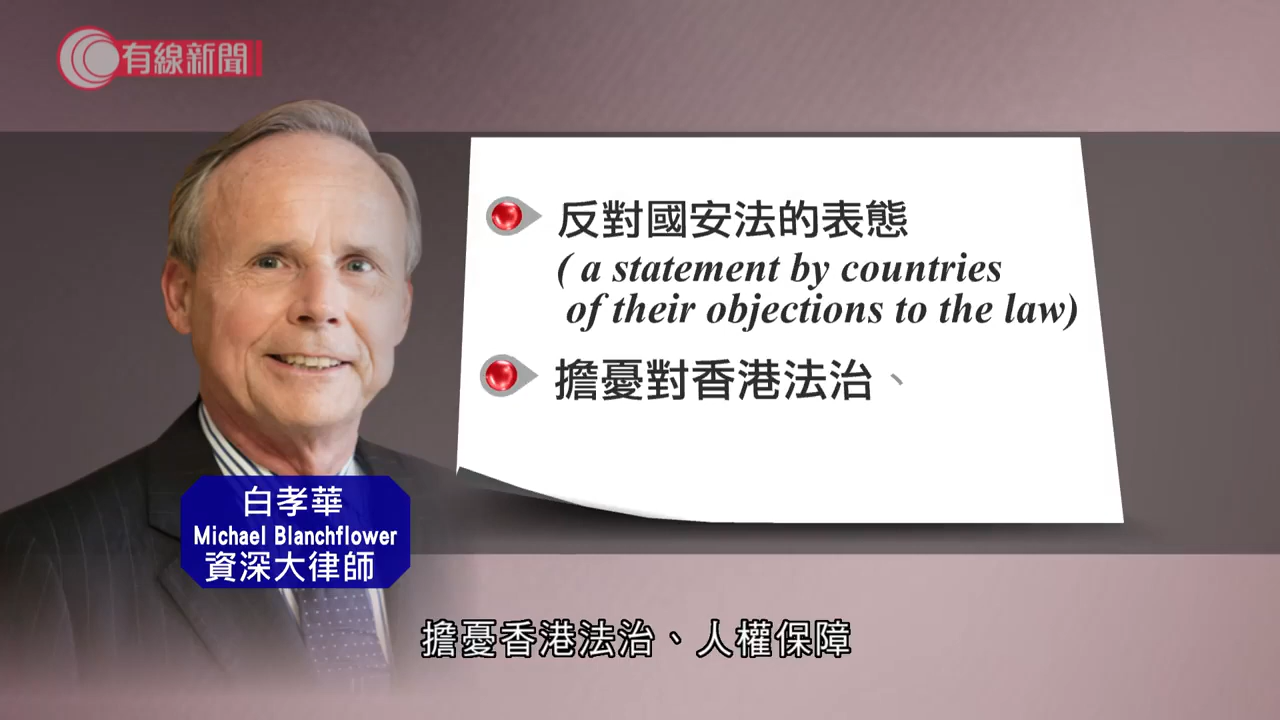 有線新聞
反對國安法的表態
( a statement by countries
of their objections to the law)
擔憂對香港法治、
白孝華
Michael Blanchflower
資深大律師
擔憂香港法治、人權保障